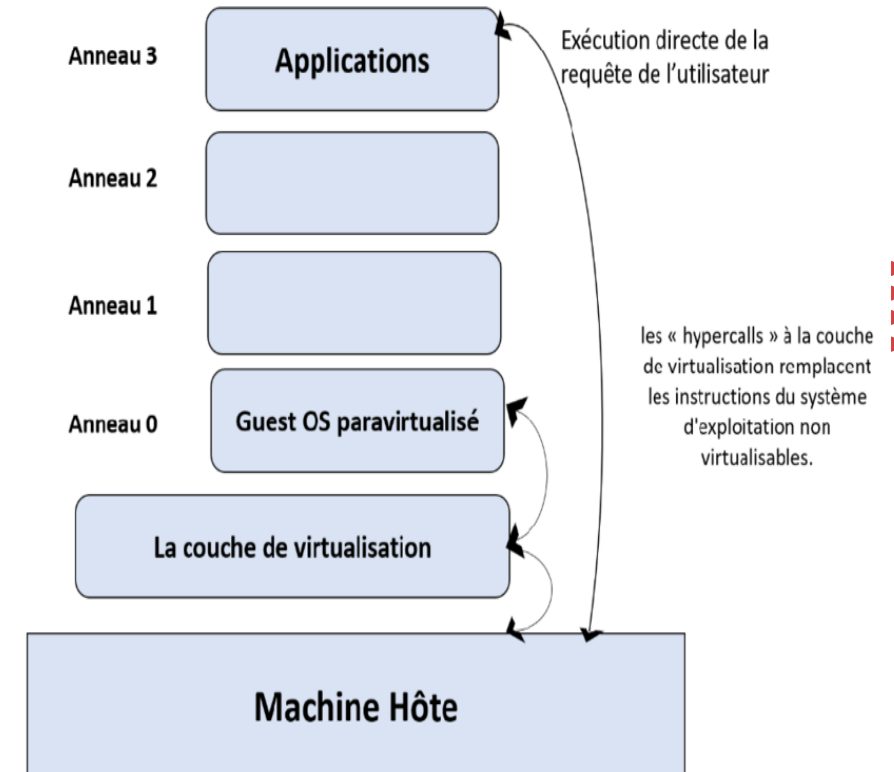 Anneau 3
Applications
Exécution directe de la
requête de l'utilisateur
Anneau 2
Anneau 1
les « hypercalls » à la couche
de virtualisation remplacent
les instructions du système
d'exploitation non
virtualisables.
Anneau 0
Guest OS paravirtualisé
La couche de virtualisation
Machine Hôte